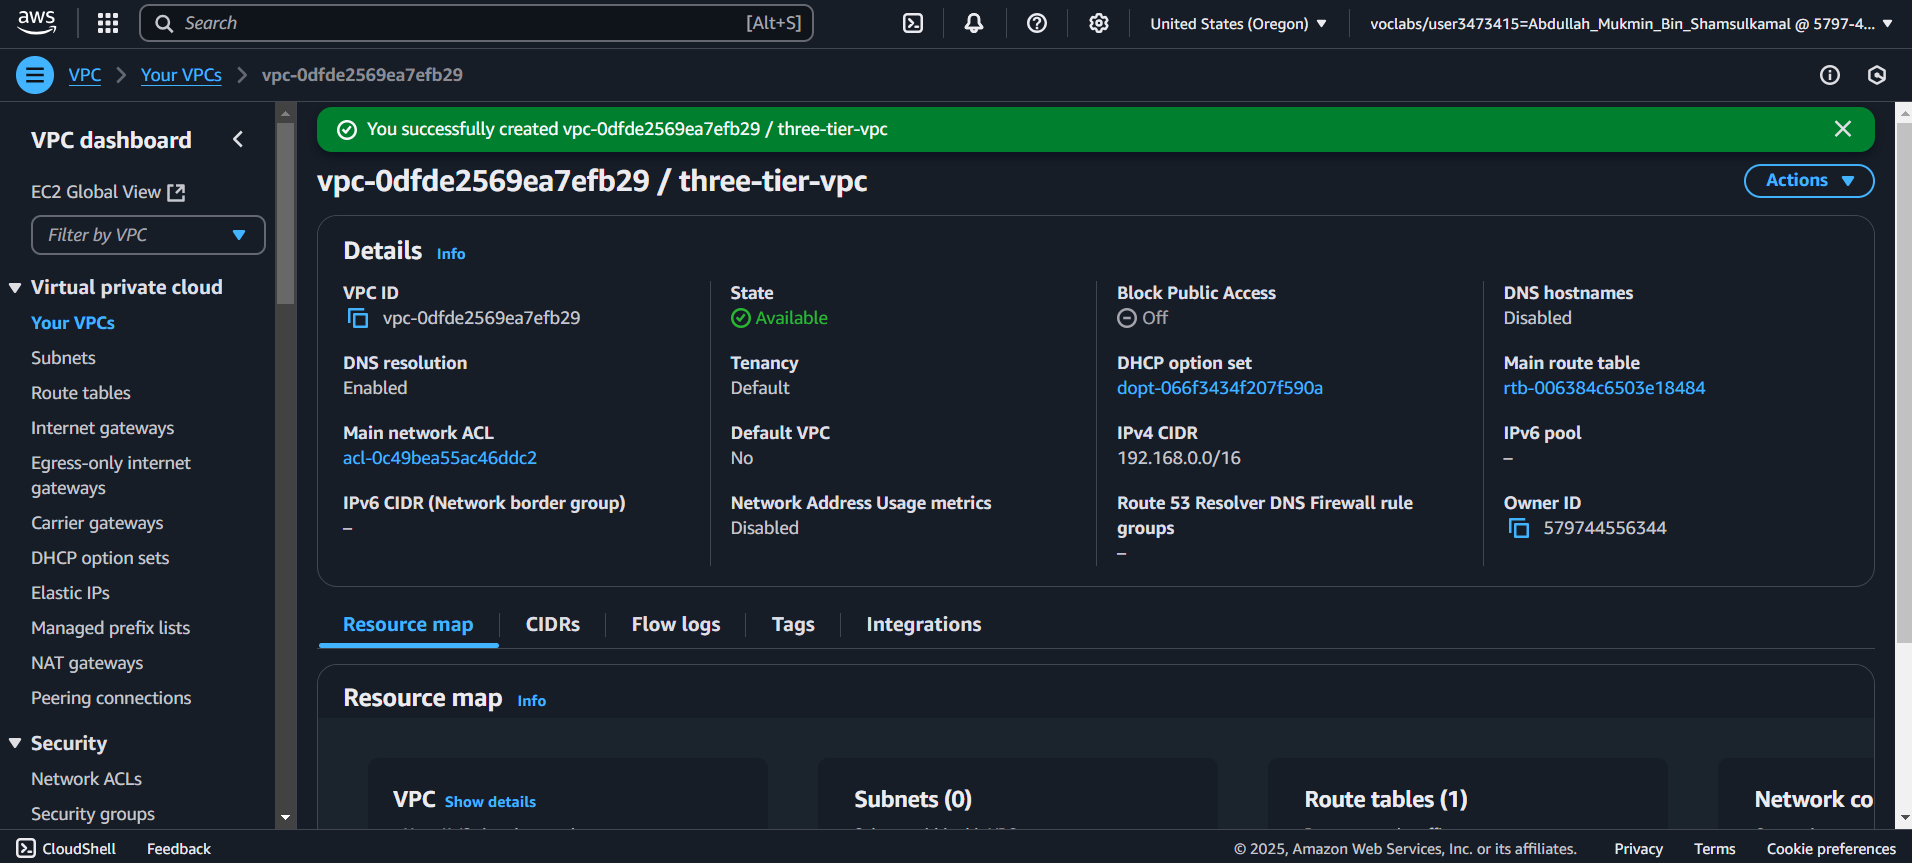 aws
Search [Alt+S]
United States (Oregon)
voclabs/user3473415=Abdullah_Mukmin_Bin_Shamsulkamal @ 5797-4...
VPC
Your VPCs
vpc-0dfde2569ea7efb29
VPC dashboard
EC2 Global View
Filter by VPC
Virtual private cloud
Your VPCs
Subnets
Route tables
Internet gateways
Egress-only internet
gateways
Carrier gateways
DHCP option sets
Elastic IPs
Managed prefix lists
NAT gateways
Peering connections
Security
Network ACLs
Security groups
You successfully created vpc-0dfde2569ea7efb29 / three-tier-vpc
vpc-0dfde2569ea7efb29 / three-tier-vpc
Actions
Details Info
VPC ID
vpc-0dfde2569ea7efb29
State
Available
Block Public Access
Off
DNS hostnames
Disabled
DNS resolution
Enabled
Tenancy
Default
DHCP option set
dopt-066f3434f207f590a
Main route table
rtb-006384c6503e18484
Main network ACL
acl-0c49bea55ac46ddc2
Default VPC
No
IPv4 CIDR
192.168.0.0/16
IPv6 pool
–
IPv6 CIDR (Network border group)
–
Network Address Usage metrics
Disabled
Route 53 Resolver DNS Firewall rule
groups
–
Owner ID
579744556344
Resource map
CIDRs
Flow logs
Tags
Integrations
Resource map Info
VPC Show details
Subnets (0)
Route tables (1)
Network co
CloudShell
Feedback
© 2025, Amazon Web Services, Inc. or its affiliates.
Privacy
Terms
Cookie preferences